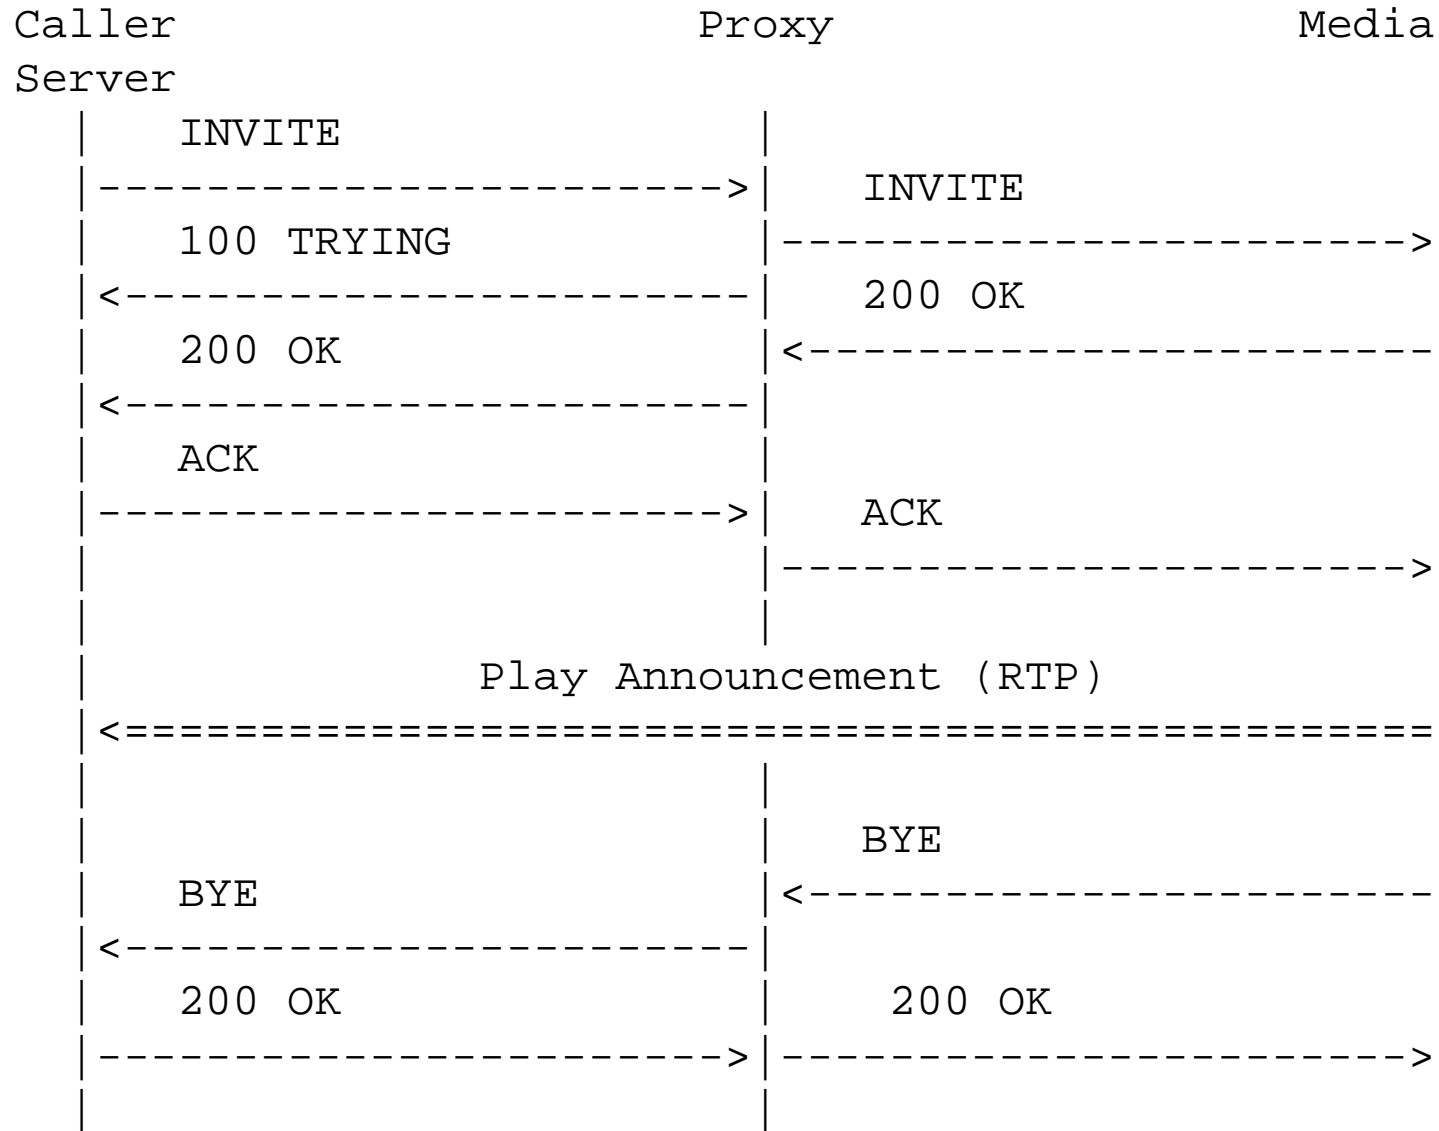 Caller                   Proxy                 Media
Server
  |   INVITE               |
  |----------------------->|   INVITE
  |   100 TRYING           |----------------------->
  |<-----------------------|   200 OK
  |   200 OK               |<-----------------------
  |<-----------------------|
  |   ACK                  |
  |----------------------->|   ACK
  |                        |----------------------->
  |                        |
  |              Play Announcement (RTP)
  |<================================================
  |                        |
  |                        |   BYE
  |   BYE                  |<-----------------------
  |<-----------------------|
  |   200 OK               |    200 OK
  |----------------------->|----------------------->
  |                        |